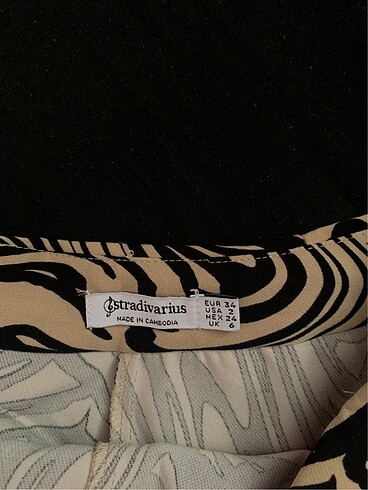 stradivarius
MADE IN CAMBODIA
EUR 34
USA 2
MEX 24
UK 6